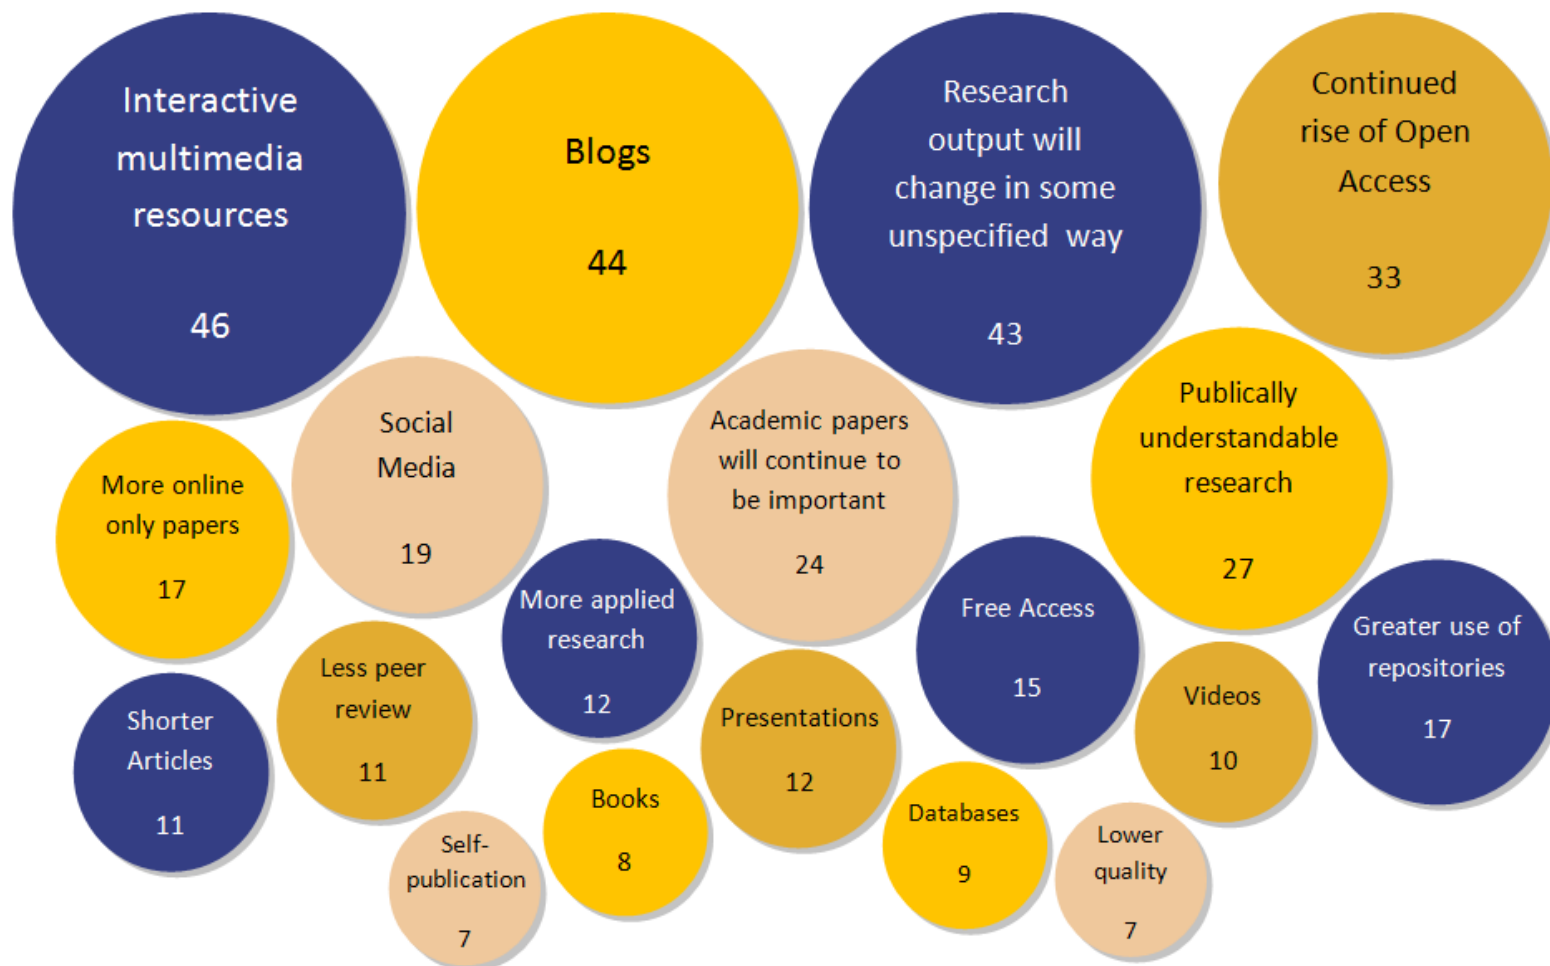 Interactive
multimedia
resources
46
Blogs
44
Research
output will
change in some
unspecified way
43
Continued
rise of Open
Access
33
More online
only papers
17
Social
Media
19
Academic papers
will continue to
be important
24
Publically
understandable
research
27
More applied
research
12
Free Access
15
Greater use of
repositories
17
Shorter
Articles
11
Less peer
review
11
Presentations
12
Videos
10
Self-
publication
7
Books
8
Databases
9
Lower
quality
7